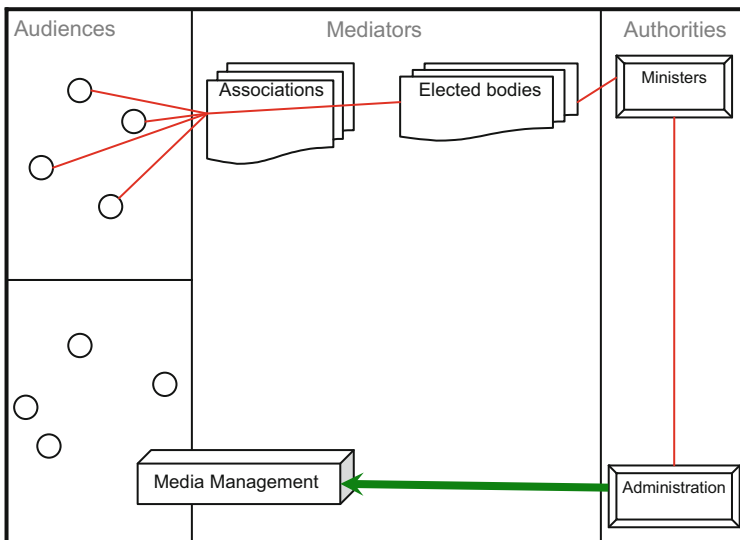 Audiences
Mediators
Authorities
Associations
Elected bodies
Ministers
Media Management
Administration